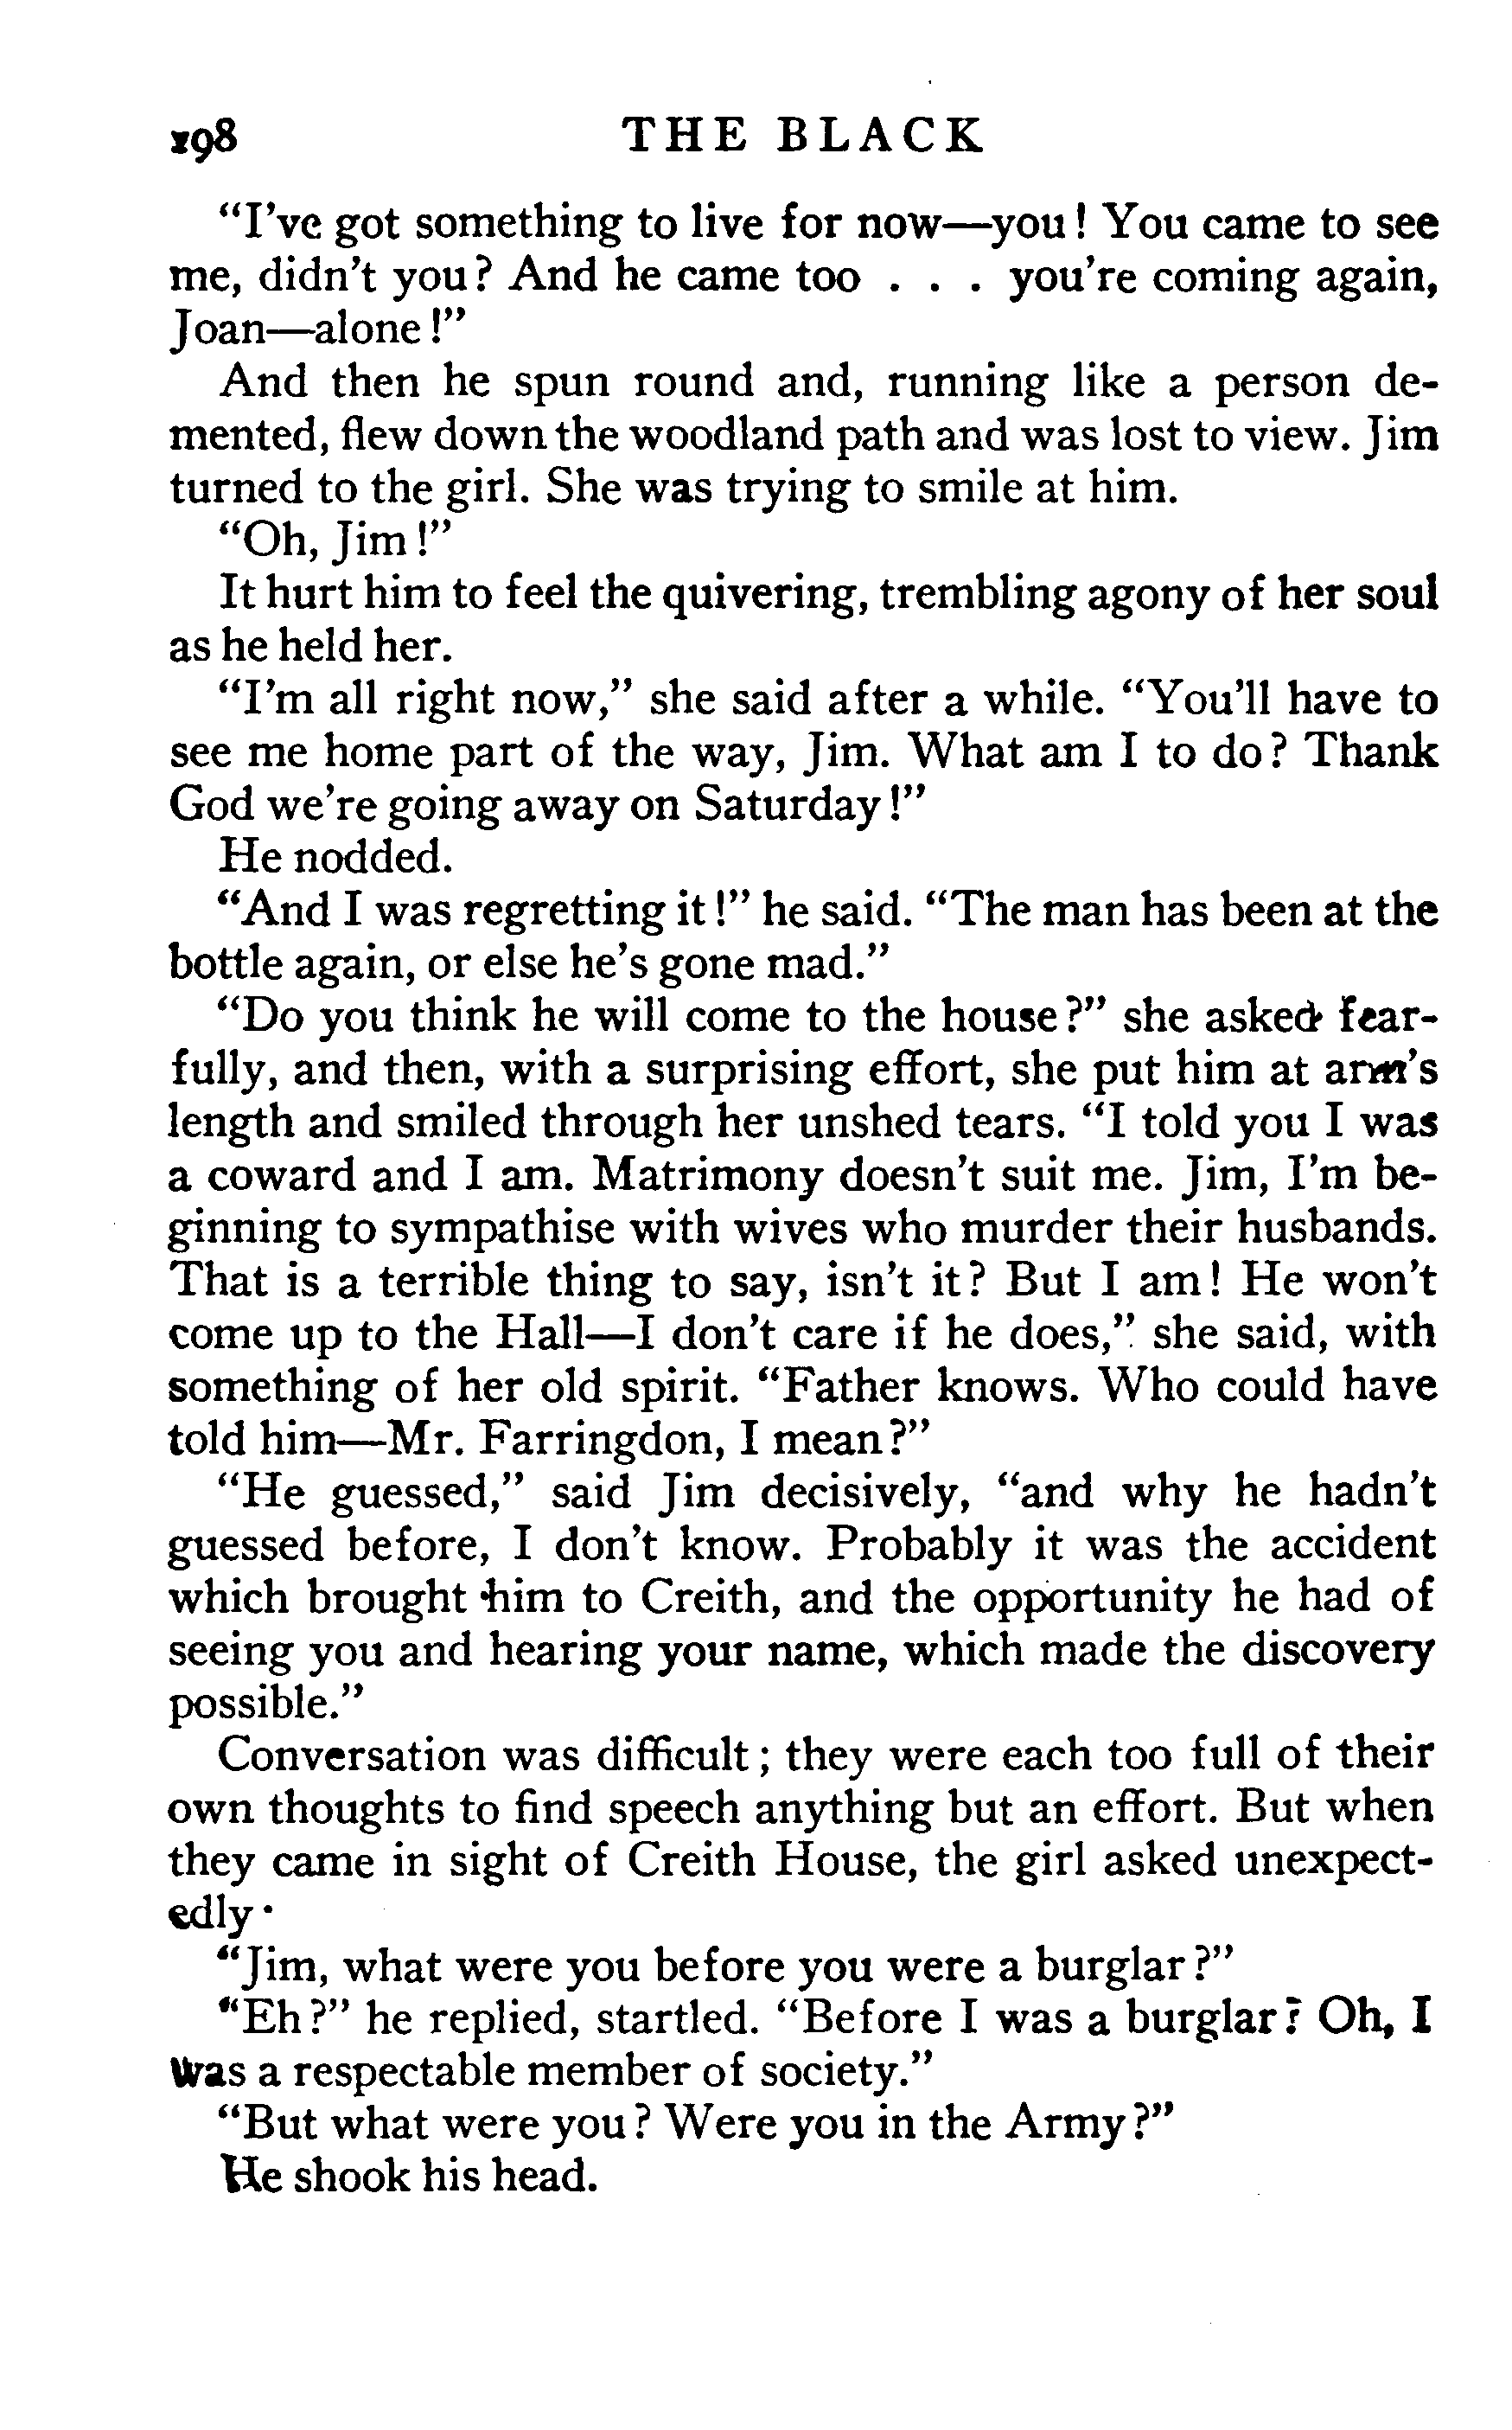 198 THE BLACK
"I've got something to live for now—you! You came to see
me, didn't you? And he came too . . . you're coming again,
Joan—alone!"
And then he spun round and, running like a person de-
mented, flew down the woodland path and was lost to view. Jim
turned to the girl. She was trying to smile at him.
"Oh, Jim!"
It hurt him to feel the quivering, trembling agony of her soul
as he held her.
"I'm all right now," she said after a while. "You'll have to
see me home part of the way, Jim. What am I to do? Thank
God we're going away on Saturday!"
He nodded.
"And I was regretting it!" he said. "The man has been at the
bottle again, or else he's gone mad."
"Do you think he will come to the house?" she asked fear-
fully, and then, with a surprising effort, she put him at arm's
length and smiled through her unshed tears. "I told you I was
a coward and I am. Matrimony doesn't suit me. Jim, I'm be-
ginning to sympathise with wives who murder their husbands.
That is a terrible thing to say, isn't it? But I am! He won't
come up to the Hall—I don't care if he does," she said, with
something of her old spirit. "Father knows. Who could have
told him—Mr. Farringdon, I mean?"
"He guessed," said Jim decisively, "and why he hadn't
guessed before, I don't know. Probably it was the accident
which brought him to Creith, and the opportunity he had of
seeing you and hearing your name, which made the discovery
possible."
Conversation was difficult; they were each too full of their
own thoughts to find speech anything but an effort. But when
they came in sight of Creith House, the girl asked unexpect-
edly·
"Jim, what were you before you were a burglar?"
"Eh?" he replied, startled. "Before I was a burglar? Oh, I
was a respectable member of society."
"But what were you? Were you in the Army?"
He shook his head.